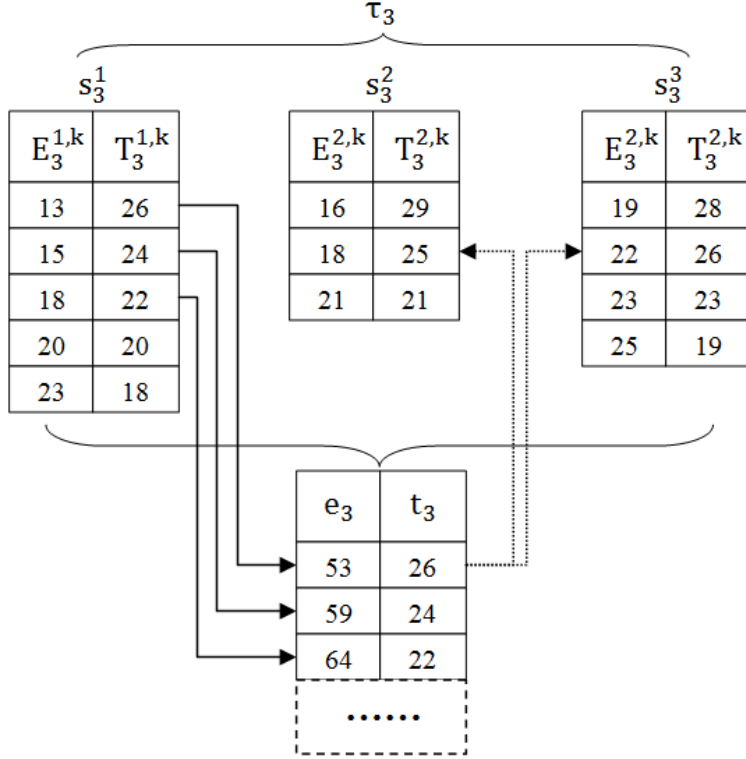 τ₃
s₃¹ s₃² s₃³
E₃¹,ᵏ T₃¹,ᵏ E₃²,ᵏ T₃²,ᵏ E₃²,ᵏ T₃²,ᵏ
13 26 16 29 19 28
15 24 18 25 22 26
18 22 21 21 23 23
20 20 25 19
23 18
e₃ t₃
53 26
59 24
64 22
......